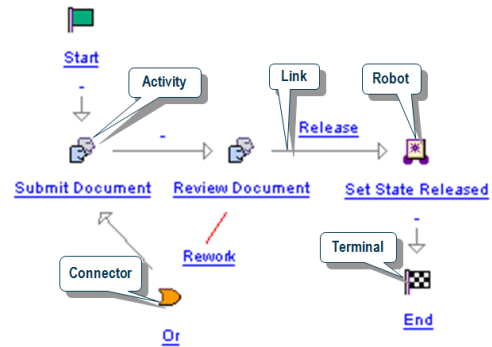 Start
-
Activity
Link
Robot
-
Release
Submit Document
Review Document
Set State Released
-
Rework
Terminal
Connector
End
Or